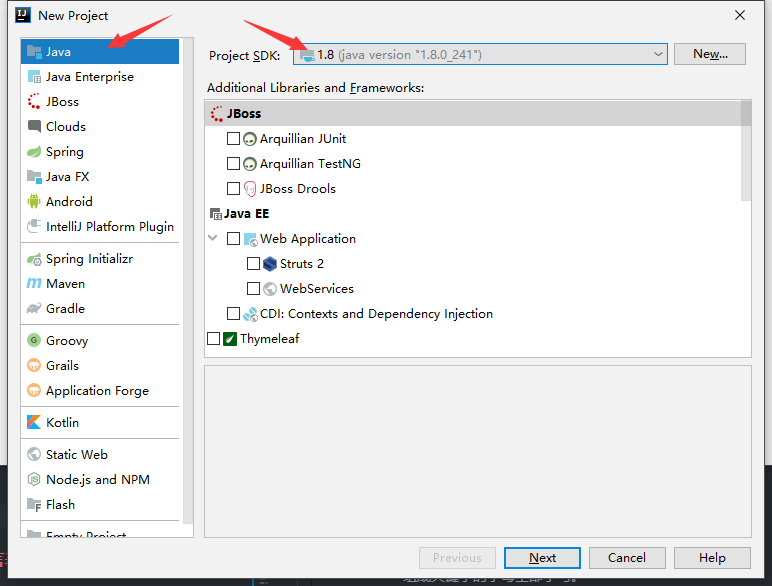 New Project
Java
Java Enterprise
JBoss
Clouds
Spring
Java FX
Android
IntelliJ Platform Plugin
Spring Initializr
Maven
Gradle
Groovy
Grails
Application Forge
Kotlin
Static Web
Node.js and NPM
Flash
Empty Project
Project SDK: 1.8 (java version "1.8.0_241") New...
Additional Libraries and Frameworks:
JBoss
Arquillian JUnit
Arquillian TestNG
JBoss Drools
Java EE
Web Application
Struts 2
WebServices
CDI: Contexts and Dependency Injection
Thymeleaf
Previous Next Cancel Help